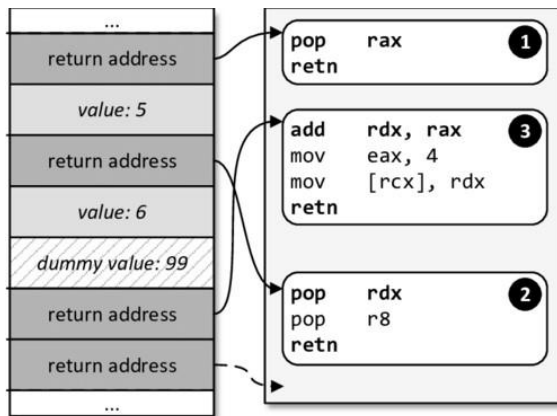 ...
return address
value: 5
return address
value: 6
dummy value: 99
return address
return address
...
pop rax 1
retn
add rdx, rax 3
mov eax, 4
mov [rcx], rdx
retn
pop rdx 2
pop r8
retn